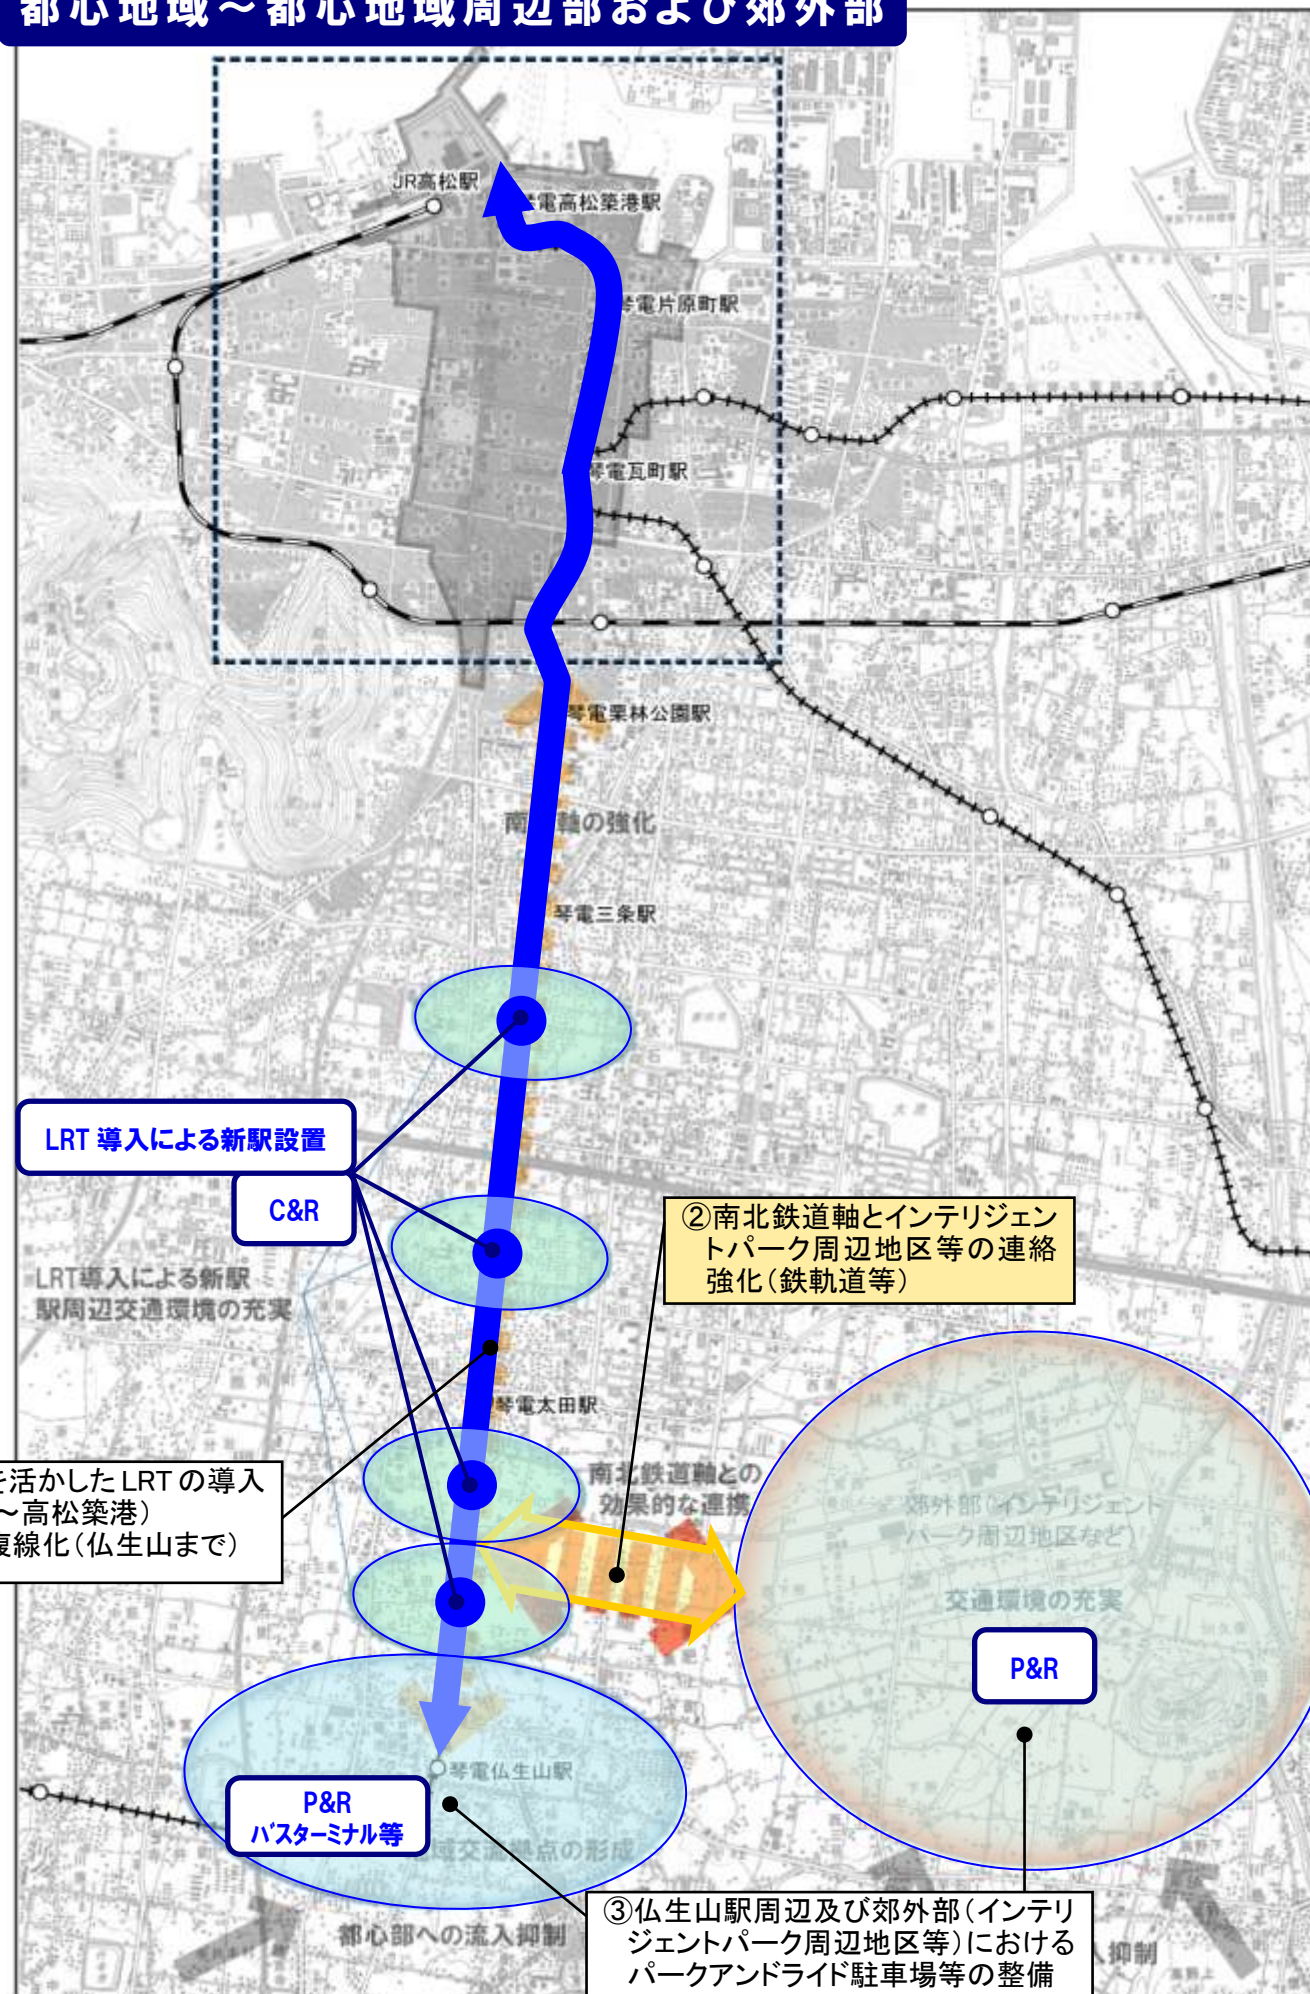 都心地域～都心地域周辺部および郊外部
JR高松駅
電高松築港駅
琴電片原町駅
琴電瓦町駅
琴電栗林公園駅
南
軸の強化
琴電三条駅
LRT 導入による新駅設置
C&R
②南北鉄道軸とインテリジェン
トパーク周辺地区等の連絡
強化（鉄軌道等）
LRT導入による新駅
駅周辺交通環境の充実
琴電太田駅
を活かしたLRTの導入
～高松築港）
複線化（仏生山まで）
南北鉄道軸との
効果的な連携
郊外部（インテリジェント
パーク周辺地区など）
交通環境の充実
P&R
琴電仏生山駅
P&R
バスターミナル等
域交通拠点の形成
③仏生山駅周辺及び郊外部（インテリ
ジェントパーク周辺地区等）における
パークアンドライド駐車場等の整備
都心部への流入抑制
入抑制